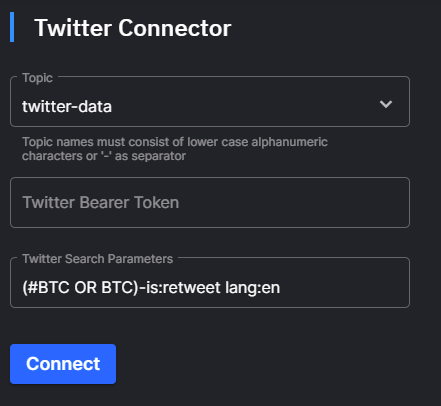 Twitter Connector
Topic
twitter-data
Topic names must consist of lower case alphanumeric
characters or '-' as separator
Twitter Bearer Token
Twitter Search Parameters
(#BTC OR BTC)-is:retweet lang:en
Connect